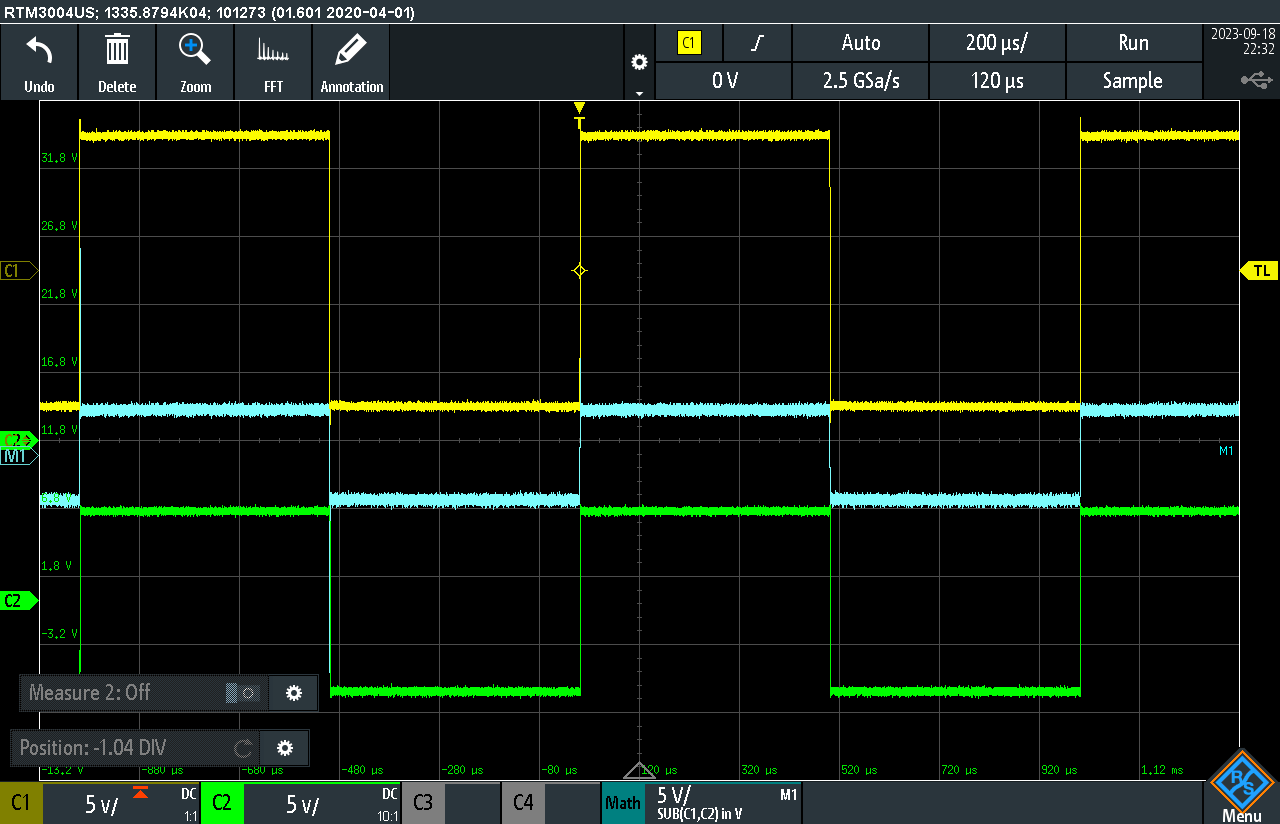 RTM3004US; 1335.8794K04; 101273 (01.601 2020-04-01)
Undo
Delete
Zoom
FFT
Annotation
C1
Auto
200 µs/
Run
0 V
2.5 GSa/s
120 µs
Sample
2023-09-18
22:32
T
31,8 V
26,8 V
C1
TL
21,8 V
16,8 V
11,8 V
C2
M1
M1
6,8 V
1,8 V
C2
-3,2 V
Measure 2: Off
Position: -1.04 DIV
-13,2 V
-880 µs
-680 µs
-480 µs
-280 µs
-80 µs
120 µs
320 µs
520 µs
720 µs
920 µs
1,12 ms
C1
5 V/
DC
1:1
C2
5 V/
DC
10:1
C3
C4
Math
5 V/
M1
SUB(C1,C2) in V
R S
Menu